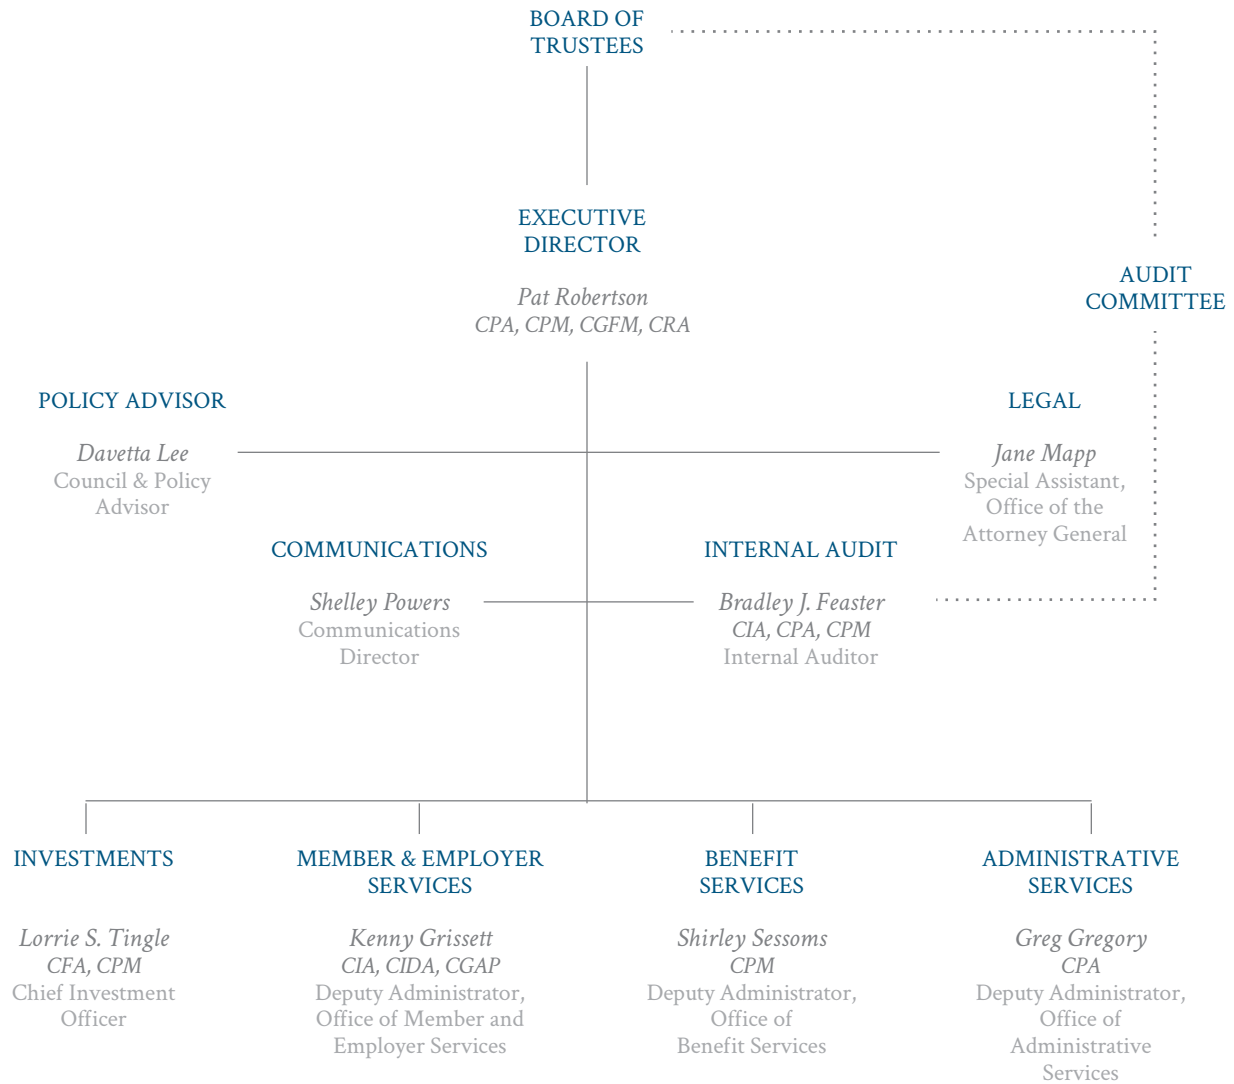 BOARD OF
TRUSTEES
EXECUTIVE
DIRECTOR
Pat Robertson
CPA, CPM, CGFM, CRA
AUDIT
COMMITTEE
POLICY ADVISOR
Davetta Lee
Council & Policy
Advisor
LEGAL
Jane Mapp
Special Assistant,
Office of the
Attorney General
COMMUNICATIONS
Shelley Powers
Communications
Director
INTERNAL AUDIT
Bradley J. Feaster
CIA, CPA, CPM
Internal Auditor
INVESTMENTS
Lorrie S. Tingle
CFA, CPM
Chief Investment
Officer
MEMBER & EMPLOYER
SERVICES
Kenny Grissett
CIA, CIDA, CGAP
Deputy Administrator,
Office of Member and
Employer Services
BENEFIT
SERVICES
Shirley Sessoms
CPM
Deputy Administrator,
Office of
Benefit Services
ADMINISTRATIVE
SERVICES
Greg Gregory
CPA
Deputy Administrator,
Office of
Administrative
Services